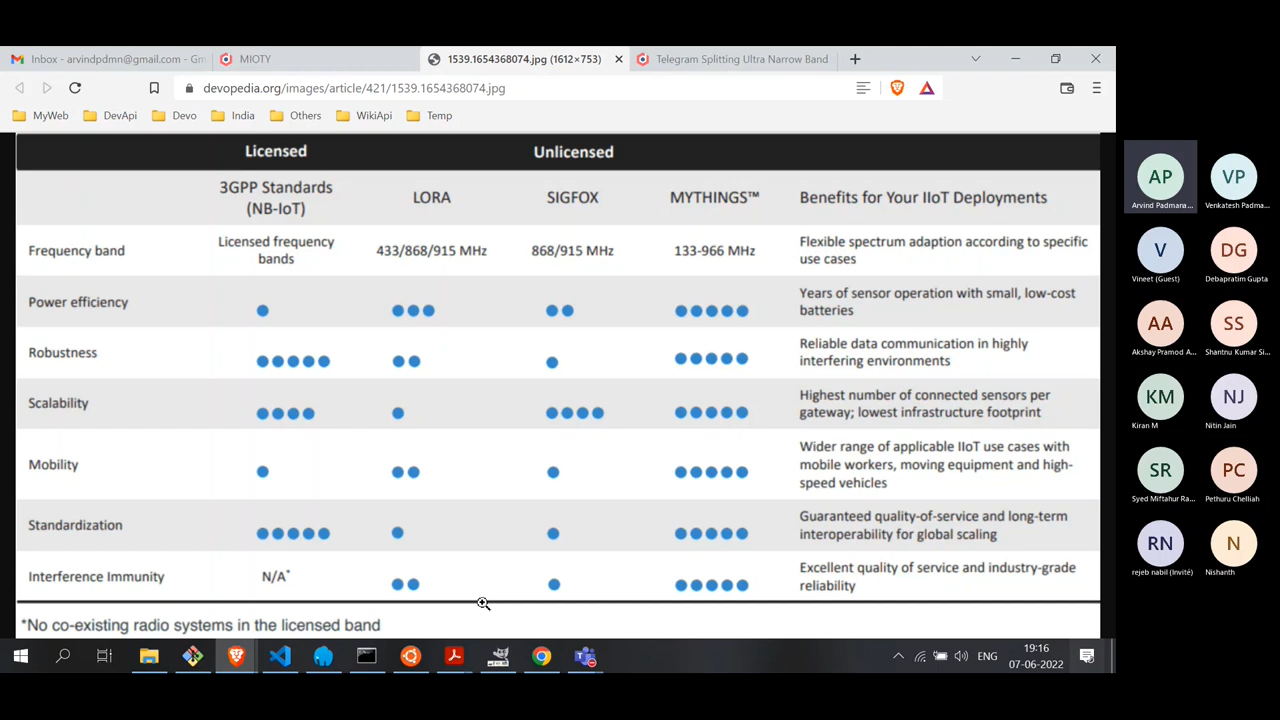 Inbox - arvindpdmn@gmail.com - Gm
MIOTY
1539.1654368074.jpg (1612×753)
Telegram Splitting Ultra Narrow Band
devopedia.org/images/article/421/1539.1654368074.jpg
MyWeb
DevApi
Devo
India
Others
WikiApi
Temp
Licensed
Unlicensed
3GPP Standards
(NB-IoT)
LORA
SIGFOX
MYTHINGS™
Benefits for Your IIoT Deployments
Frequency band
Licensed frequency
bands
433/868/915 MHz
868/915 MHz
133-966 MHz
Flexible spectrum adaption according to specific
use cases
Power efficiency
Years of sensor operation with small, low-cost
batteries
Robustness
Reliable data communication in highly
interfering environments
Scalability
Highest number of connected sensors per
gateway; lowest infrastructure footprint
Mobility
Wider range of applicable IIoT use cases with
mobile workers, moving equipment and high-
speed vehicles
Standardization
Guaranteed quality-of-service and long-term
interoperability for global scaling
Interference Immunity
N/A*
Excellent quality of service and industry-grade
reliability
*No co-existing radio systems in the licensed band
ENG
19:16
07-06-2022
AP
Arvind Padmana...
VP
Venkatesh Padma...
V
Vineet (Guest)
DG
Debapratim Gupta
AA
Akshay Pramod A...
SS
Shantnu Kumar Si...
KM
Kiran M
NJ
Nitin Jain
SR
Syed Miftahur Ra...
PC
Pethuru Chelliah
RN
rejeb nabil (Invité)
N
Nishanth